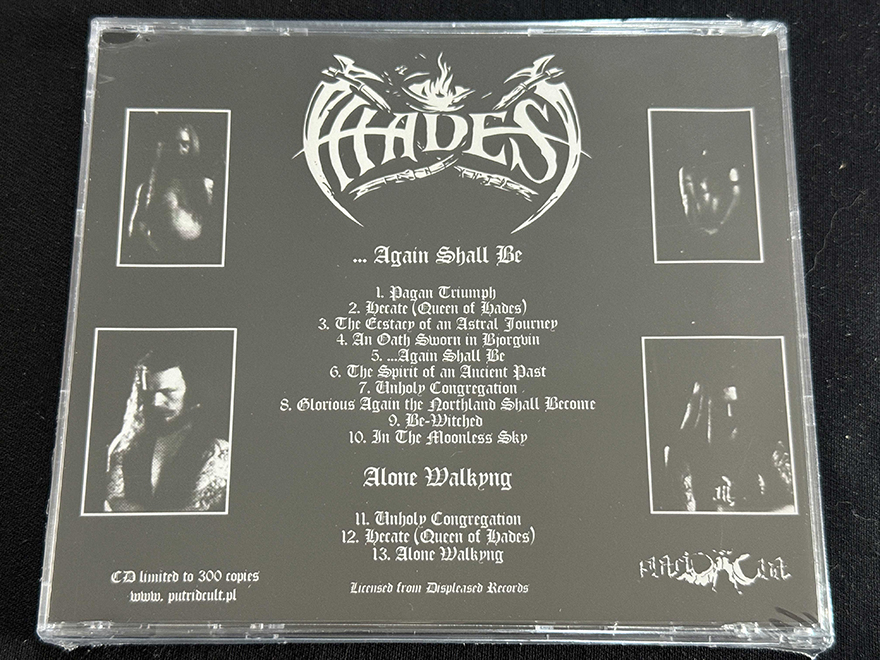 HADES
... Again Shall Be
1. Pagan Triumph
2. Hecate (Queen of Hades)
3. The Ecstacy of an Astral Journey
4. An Oath Sworn in Bjorgvin
5. ...Again Shall Be
6. The Spirit of an Ancient Past
7. Unholy Congregation
8. Glorious Again the Northland Shall Become
9. Be-Witched
10. In The Moonless Sky
Alone Walkyng
11. Unholy Congregation
12. Hecate (Queen of Hades)
13. Alone Walkyng
CD limited to 300 copies
www. putridcult.pl
Licensed from Displeased Records
Putrid Cult